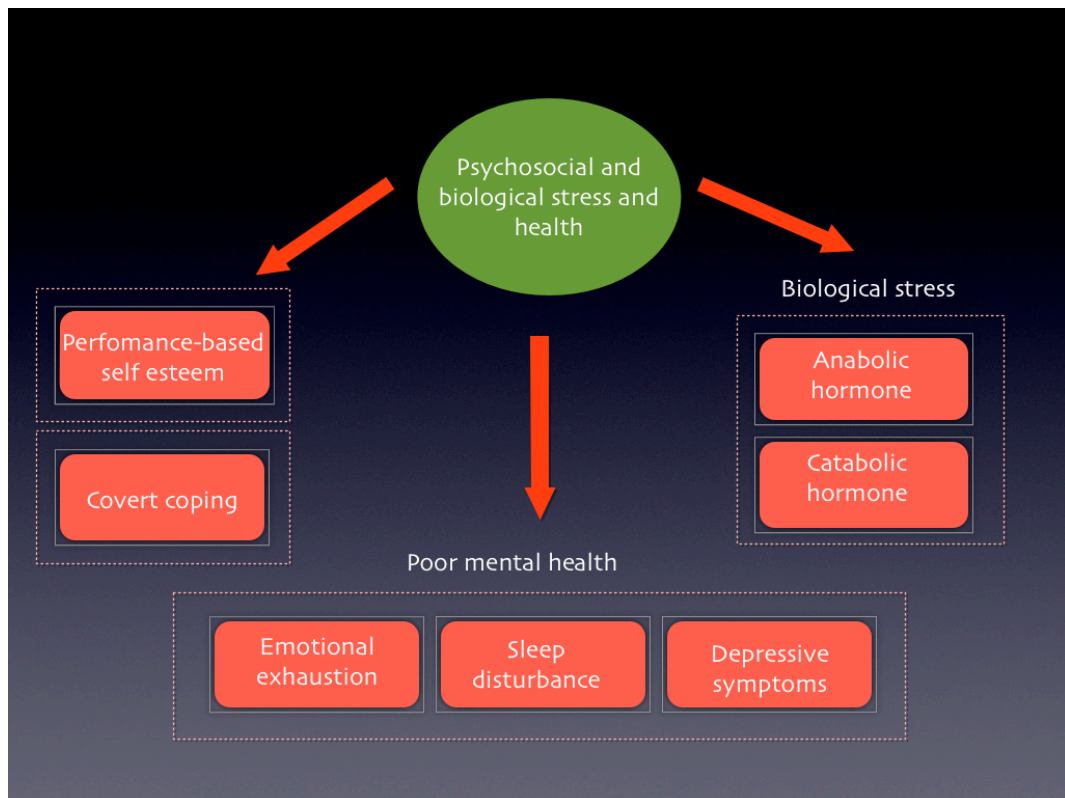 Psychosocial and
biological stress and
health
Biological stress
Perfomance-based
self esteem
Covert coping
Anabolic
hormone
Catabolic
hormone
Poor mental health
Emotional
exhaustion
Sleep
disturbance
Depressive
symptoms